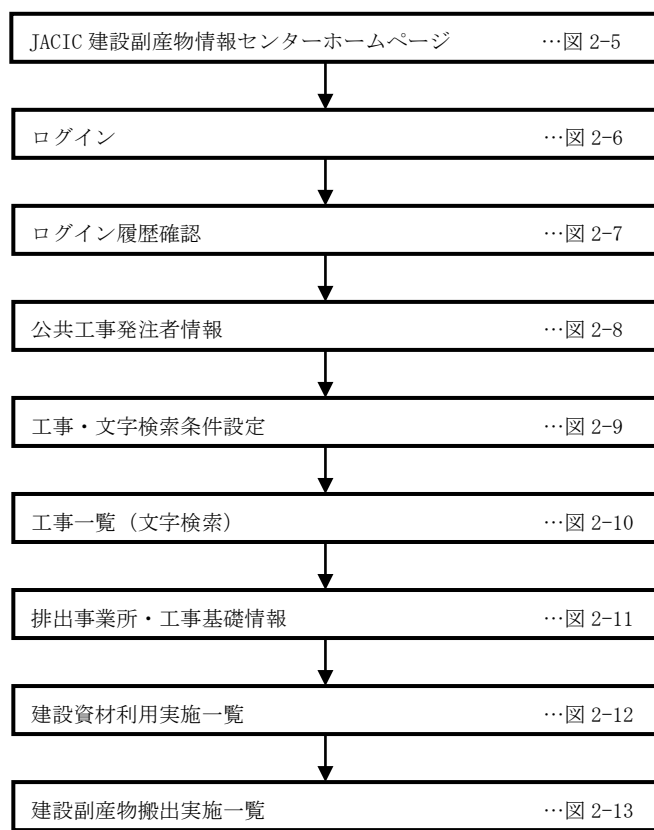 JACIC 建設副産物情報センターホームページ …図 2-5
ログイン …図 2-6
ログイン履歴確認 …図 2-7
公共工事発注者情報 …図 2-8
工事・文字検索条件設定 …図 2-9
工事一覧（文字検索） …図 2-10
排出事業所・工事基礎情報 …図 2-11
建設資材利用実施一覧 …図 2-12
建設副産物搬出実施一覧 …図 2-13